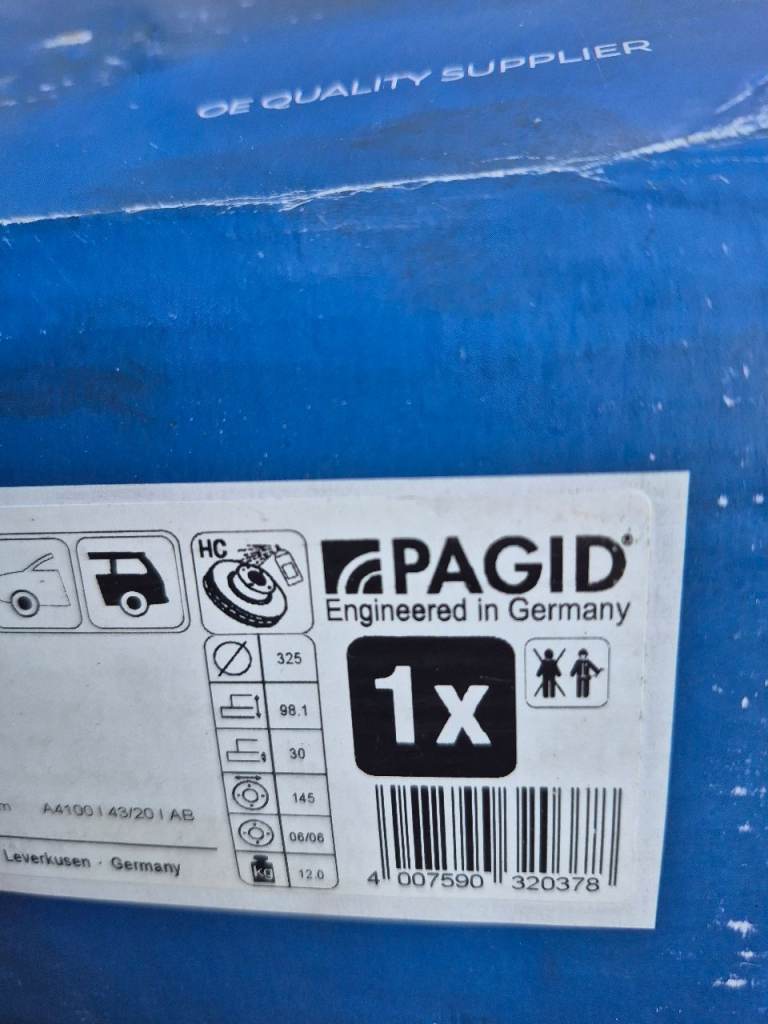 OE QUALITY SUPPLIER
HC
PAGID®
Engineered in Germany
325
1x
98.1
30
145
m A4100 I 43/20 I AB
06/06
Leverkusen · Germany
kg 12.0
4 007590 320378